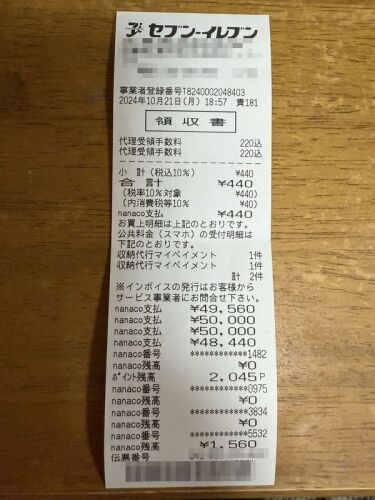 セブン-イレブン
事業者登録番号T8240002048403
2024年10月21日(月) 18:57 責181
領収書
代理受領手数料 220込
代理受領手数料 220込
小 計(税込10%) ¥440
合 計 ¥440
(税率10%対象 ¥440)
(内消費税等10% ¥40)
nanaco支払 ¥440
お買上明細は上記のとおりです。
公共料金(スマホ)の受付明細は
下記のとおりです。
収納代行マイペイメント 1件
収納代行マイペイメント 1件
計 2件
※インボイスの発行はお客様から
サービス事業者にお問合せ下さい。
nanaco支払 ¥49,560
nanaco支払 ¥50,000
nanaco支払 ¥50,000
nanaco支払 ¥48,440
nanaco番号 ************1482
nanaco残高 ¥0
ポイント残高 2,045P
nanaco番号 ************0975
nanaco残高 ¥0
nanaco番号 ************3834
nanaco残高 ¥0
nanaco番号 ************5532
nanaco残高 ¥1,560
伝票番号